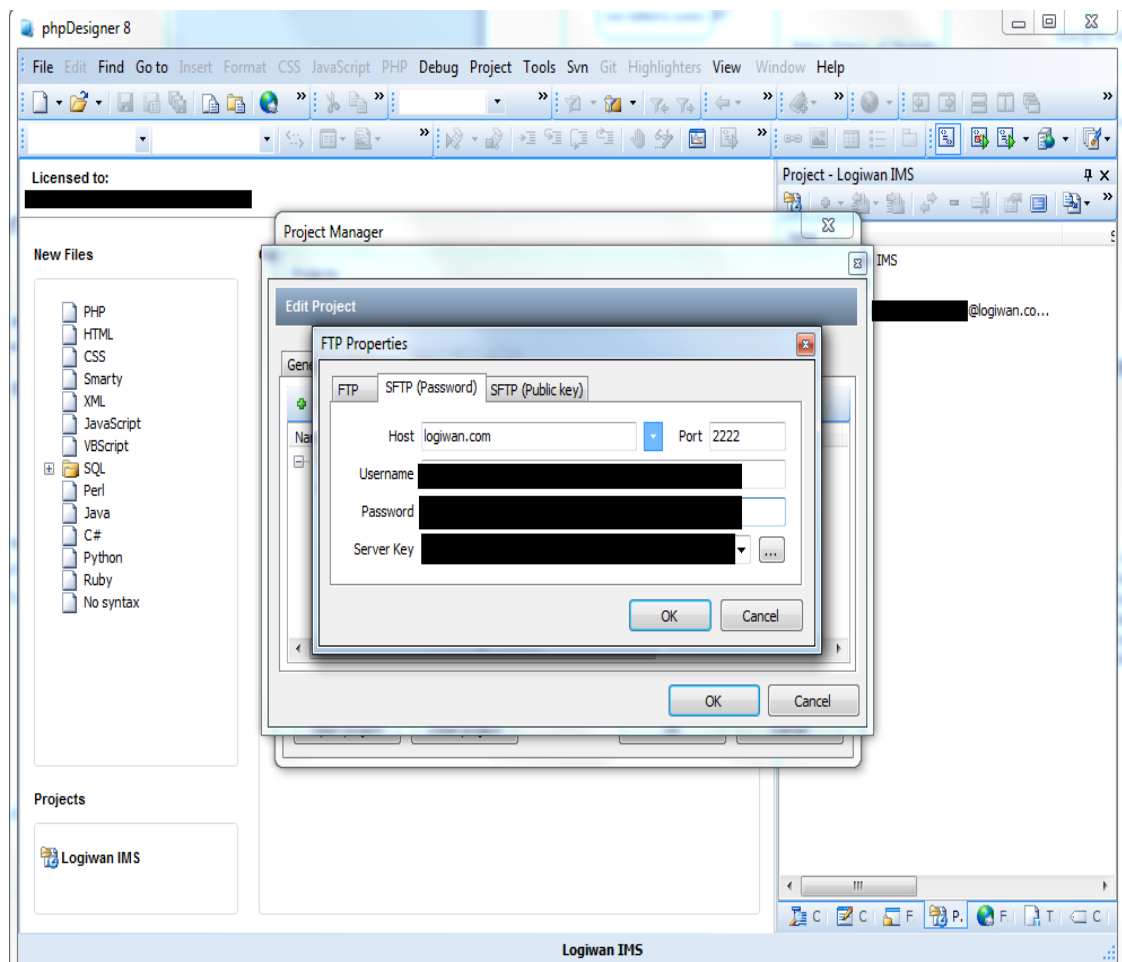 phpDesigner 8
File Edit Find Go to Insert Format CSS JavaScript PHP Debug Project Tools Svn Git Highlighters View Window Help
Licensed to:
Project - Logiwan IMS
Project Manager
New Files
IMS
Edit Project
PHP
@logiwan.co...
HTML
FTP Properties
CSS
Gene
Smarty
FTP SFTP (Password) SFTP (Public key)
XML
JavaScript
Host logiwan.com Port 2222
VBScript
SQL
Username
Perl
Java
Password
C#
Server Key
Python
Ruby
No syntax
OK Cancel
OK Cancel
Projects
Logiwan IMS
C C F P. F T C
Logiwan IMS